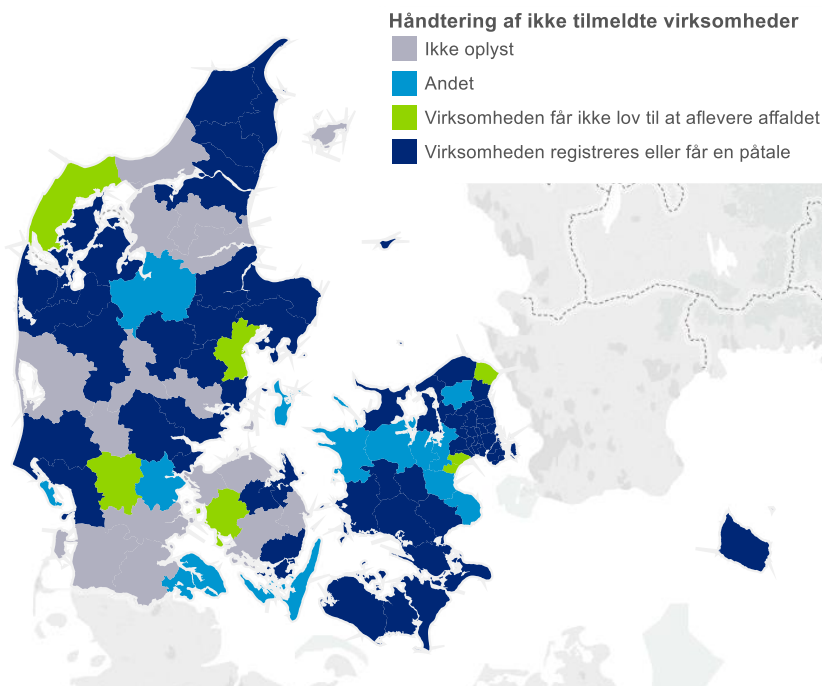 Håndtering af ikke tilmeldte virksomheder
Ikke oplyst
Andet
Virksomheden får ikke lov til at aflevere affaldet
Virksomheden registreres eller får en påtale